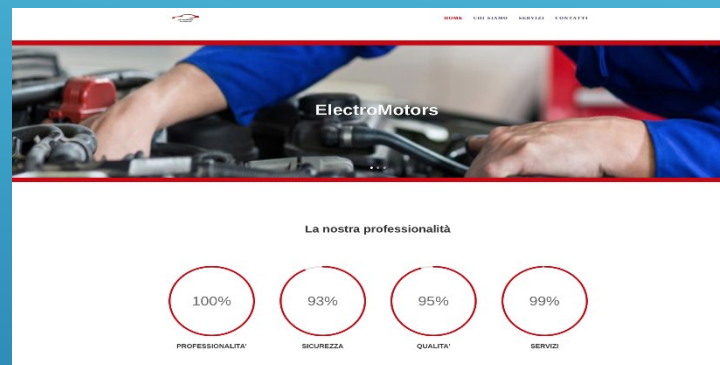 HOME CHI SIAMO SERVIZI CONTATTI
ElectroMotors
La nostra professionalità
100% 93% 95% 99%
PROFESSIONALITA' SICUREZZA QUALITA' SERVIZI